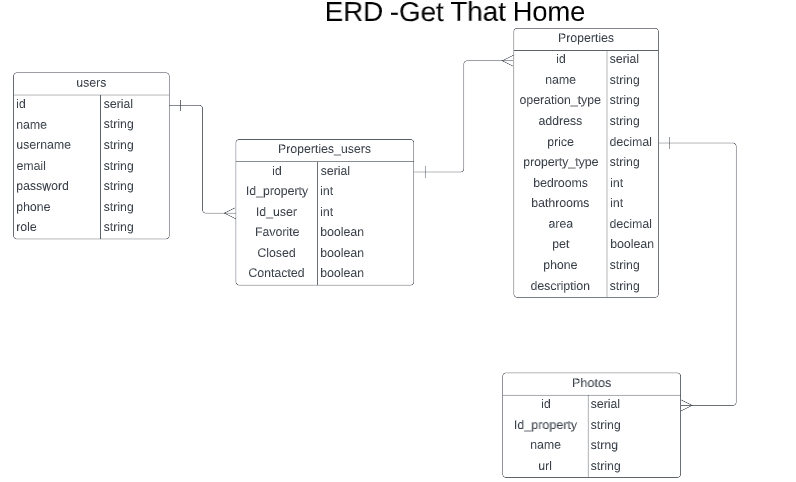 ERD -Get That Home
users
id serial
name string
username string
email string
password string
phone string
role string
Properties_users
id serial
Id_property int
Id_user int
Favorite boolean
Closed boolean
Contacted boolean
Properties
id serial
name string
operation_type string
address string
price decimal
property_type string
bedrooms int
bathrooms int
area decimal
pet boolean
phone string
description string
Photos
id serial
Id_property string
name strng
url string